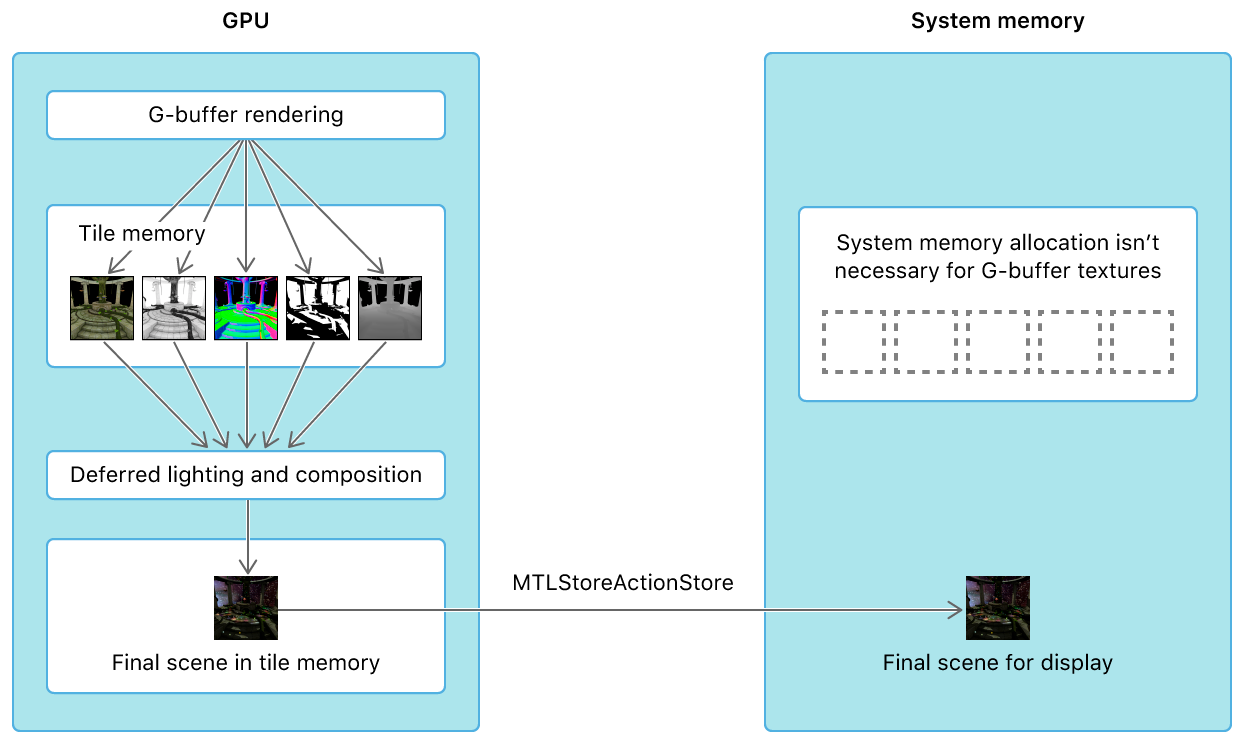 GPU
System memory
G-buffer rendering
Tile memory
System memory allocation isn't
necessary for G-buffer textures
Deferred lighting and composition
MTLStoreActionStore
Final scene in tile memory
Final scene for display